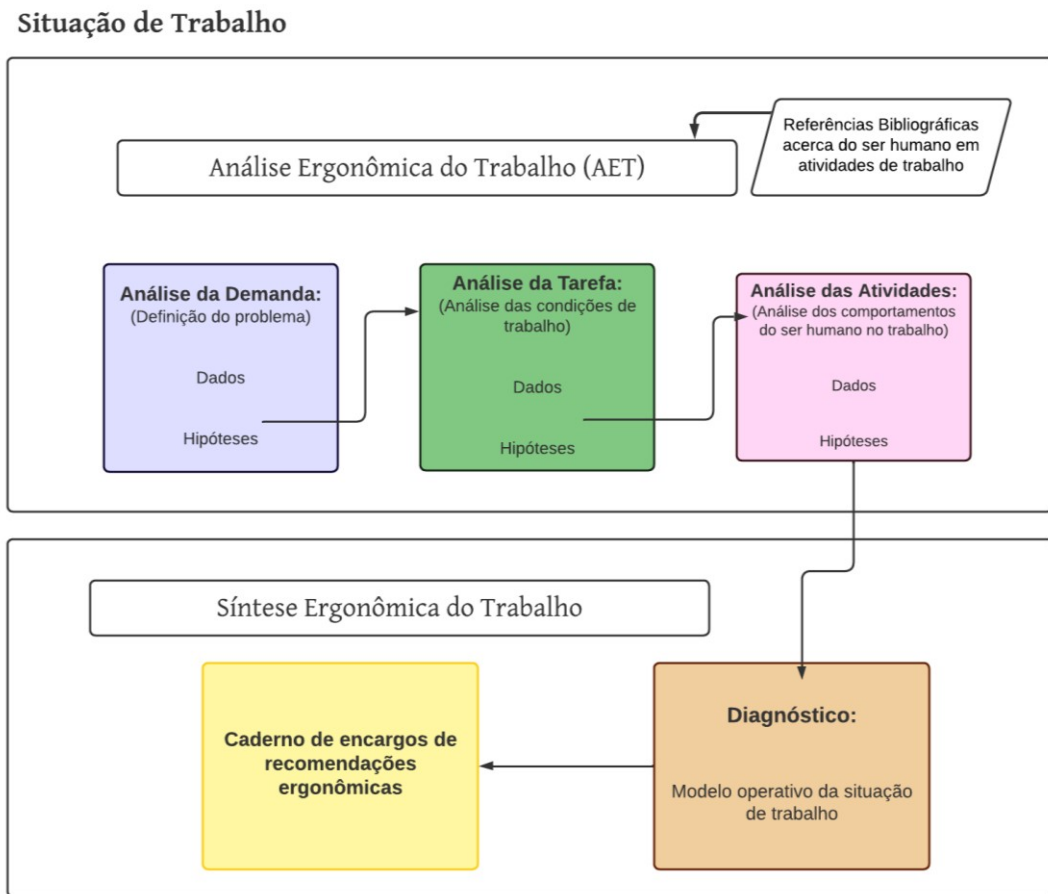 Situação de Trabalho
Referências Bibliográficas
acerca do ser humano em
atividades de trabalho
Análise Ergonômica do Trabalho (AET)
Análise da Demanda:
(Definição do problema)
Dados
Hipóteses
Análise da Tarefa:
(Análise das condições de
trabalho)
Dados
Hipóteses
Análise das Atividades:
(Análise dos comportamentos
do ser humano no trabalho)
Dados
Hipóteses
Síntese Ergonômica do Trabalho
Caderno de encargos de
recomendações
ergonômicas
Diagnóstico:
Modelo operativo da situação
de trabalho